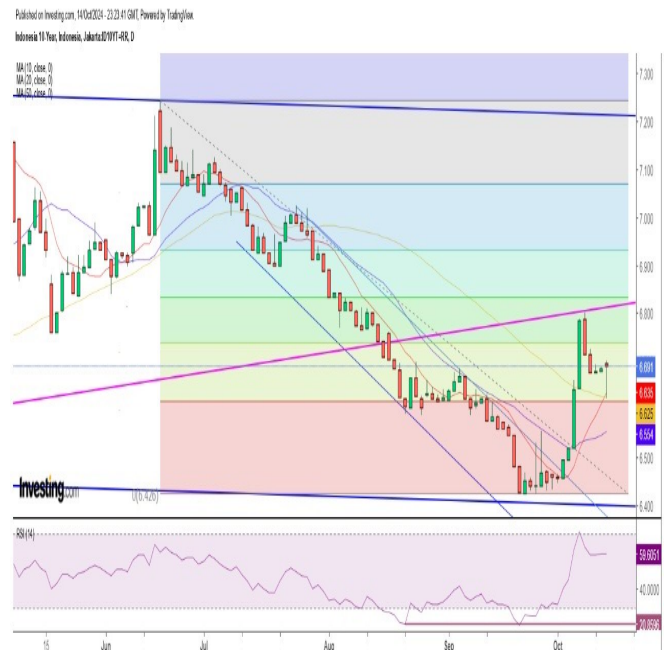 Published on Investing.com, 14/Oct/2024 - 23:23:41 GMT, Powered by TradingView.
Indonesia 10-Year, Indonesia, Jakarta:ID10YT=RR, D
MA (10, close, 0)
MA (20, close, 0)
MA (50, close, 0)
7.300
7.200
7.100
7.000
6.900
6.800
6.691
6.635
6.625
6.554
6.500
6.400
Investing.com
0(6.426)
RSI (14)
59.6051
40.0000
20.8596
15
Jun
Jul
Aug
Sep
Oct